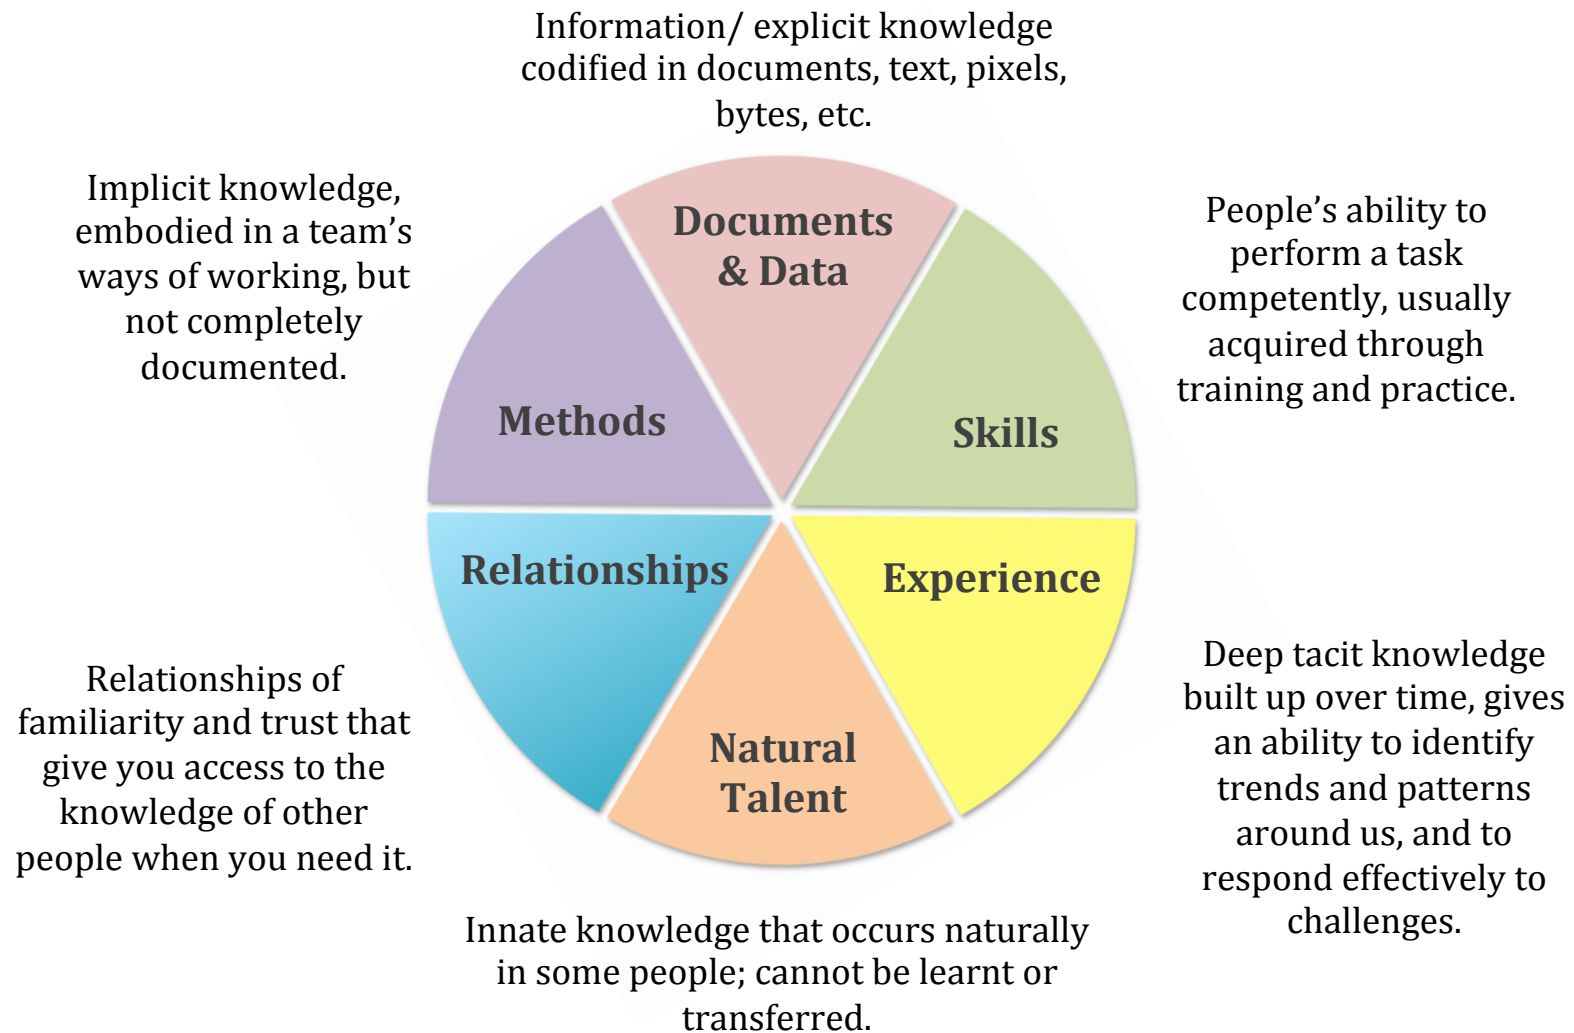 Information/ explicit knowledge
codified in documents, text, pixels,
bytes, etc.
Documents
& Data
People’s ability to
perform a task
competently, usually
acquired through
training and practice.
Skills
Experience
Deep tacit knowledge
built up over time, gives
an ability to identify
trends and patterns
around us, and to
respond effectively to
challenges.
Natural
Talent
Innate knowledge that occurs naturally
in some people; cannot be learnt or
transferred.
Relationships
Relationships of
familiarity and trust that
give you access to the
knowledge of other
people when you need it.
Methods
Implicit knowledge,
embodied in a team’s
ways of working, but
not completely
documented.